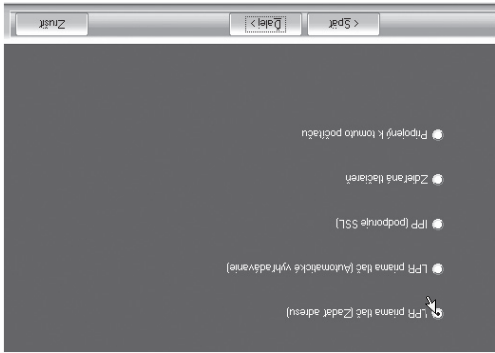 LPR priama tlač (Zadať adresu)
LPR priama tlač (Automatické vyhľadávanie)
IPP (podporuje SSL)
Zdieľaná tlačiareň
Pripojený k tomuto počítaču
< Späť
Ďalej >
Zrušiť